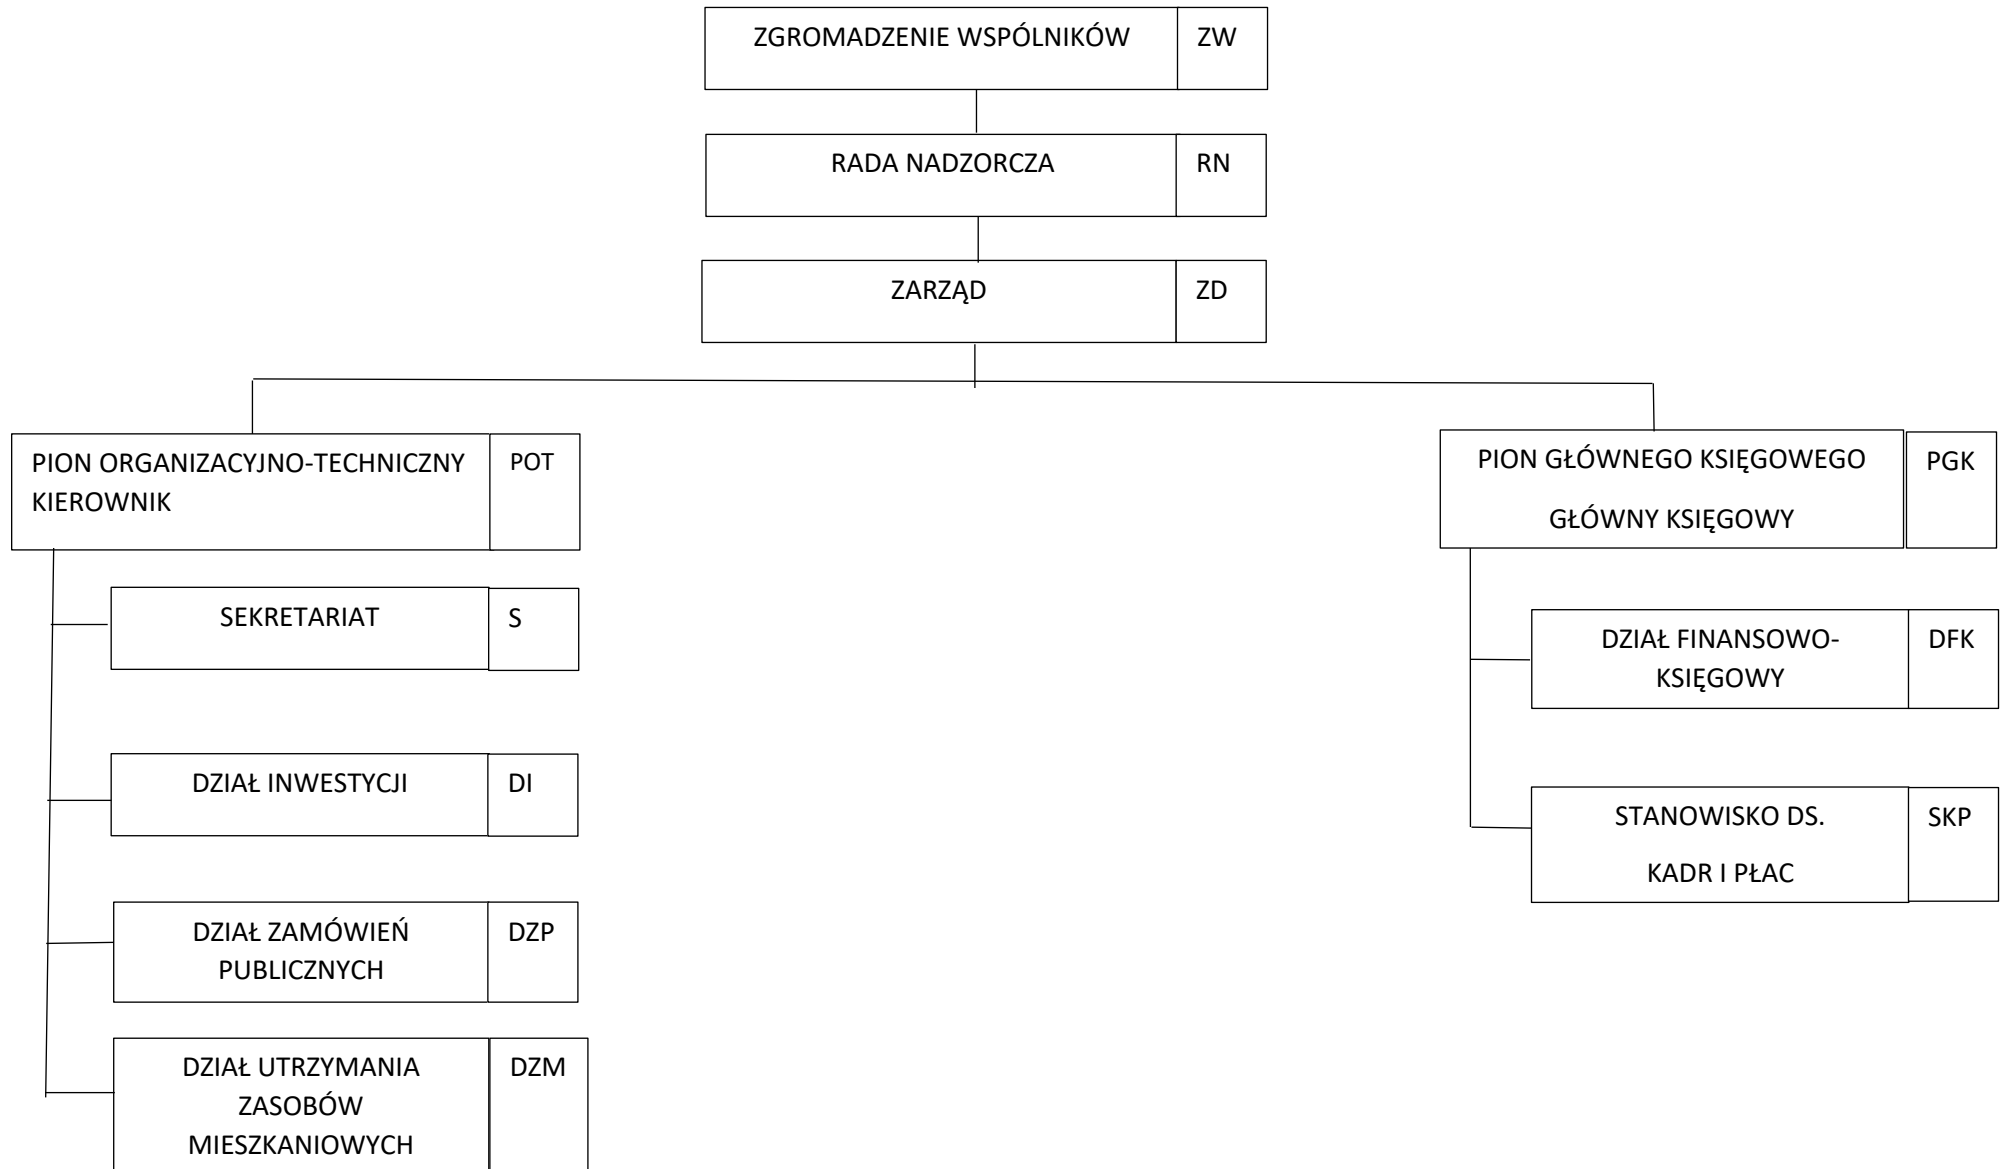 ZGROMADZENIE WSPÓLNIKÓW ZW
RADA NADZORCZA RN
ZARZĄD ZD
PION ORGANIZACYJNO-TECHNICZNY POT
KIEROWNIK
SEKRETARIAT S
DZIAŁ INWESTYCJI DI
DZIAŁ ZAMÓWIEŃ DZP
PUBLICZNYCH
DZIAŁ UTRZYMANIA DZM
ZASOBÓW
MIESZKANIOWYCH
PION GŁÓWNEGO KSIĘGOWEGO PGK
GŁÓWNY KSIĘGOWY
DZIAŁ FINANSOWO- DFK
KSIĘGOWY
STANOWISKO DS. SKP
KADR I PŁAC